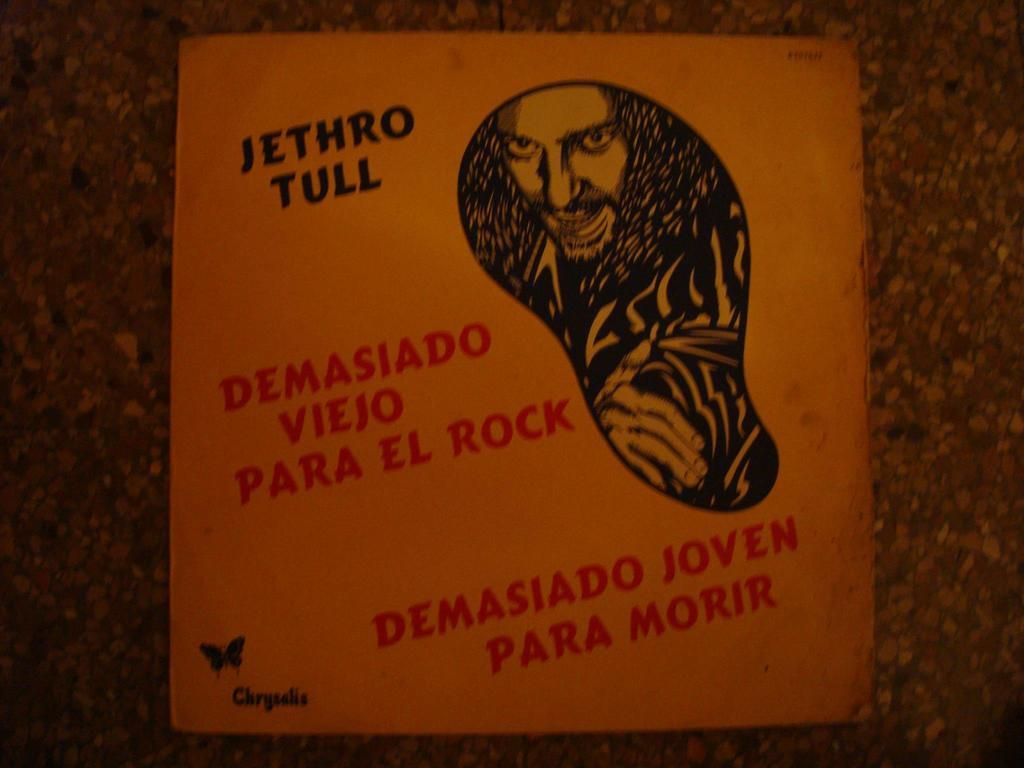 JETHRO
TULL
DEMASIADO
VIEJO
PARA EL ROCK
DEMASIADO JOVEN
PARA MORIR
Chrysalis